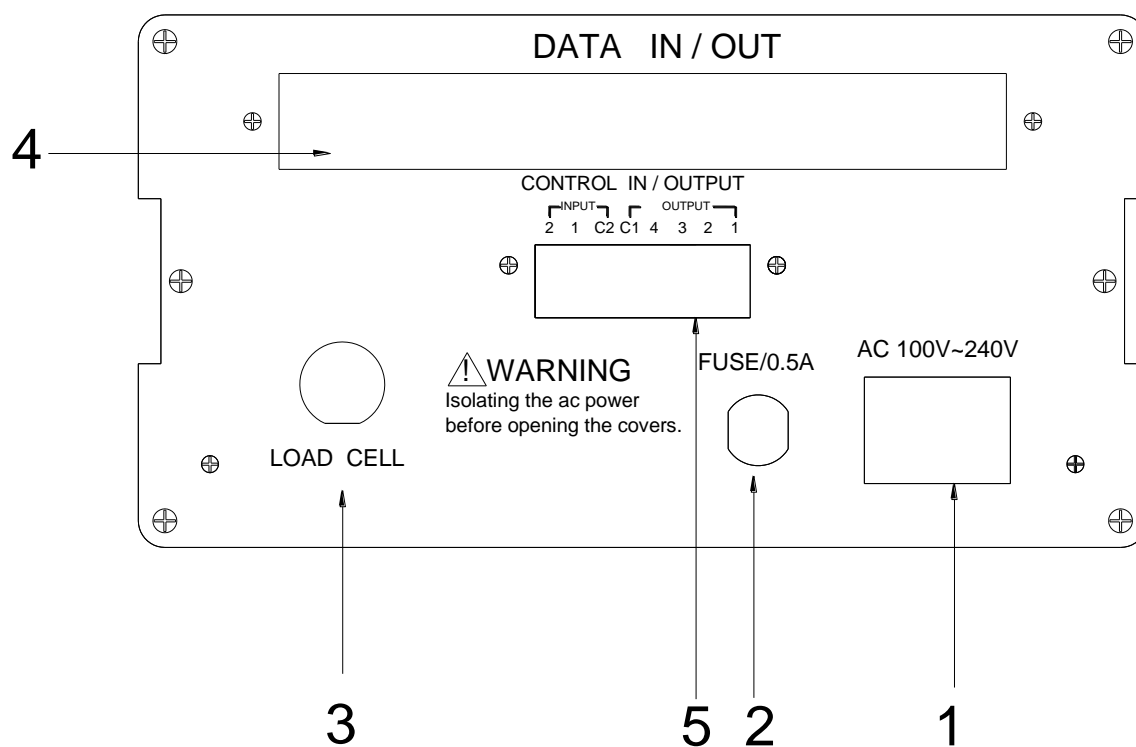 DATA IN / OUT
4
CONTROL IN / OUTPUT
INPUT OUTPUT
2 1 C2 C1 4 3 2 1
FUSE/0.5A
AC 100V~240V
WARNING
Isolating the ac power
before opening the covers.
LOAD CELL
3 5 2 1